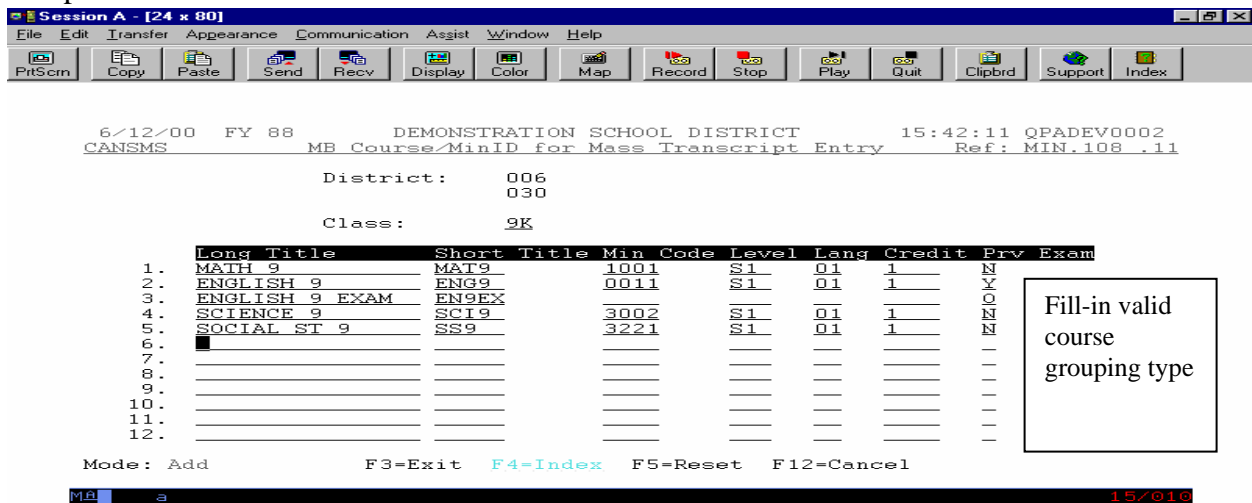 Session A - [24 x 80]
File Edit Transfer Appearance Communication Assist Window Help
PrtScrn Copy Paste Send Recv Display Color Map Record Stop Play Quit Clipbrd Support Index
6/12/00 FY 88 DEMONSTRATION SCHOOL DISTRICT 15:42:11 QPADEV0002
CANSMS MB Course/MinID for Mass Transcript Entry Ref: MIN.108 .11
District: 006
030
Class: 9K
Long Title Short Title Min Code Level Lang Credit Prv Exam
1. MATH 9 MAT9 1001 S1 01 1 N
2. ENGLISH 9 ENG9 0011 S1 01 1 Y
3. ENGLISH 9 EXAM EN9EX O
4. SCIENCE 9 SCI9 3002 S1 01 1 N
5. SOCIAL ST 9 SS9 3221 S1 01 1 N
6.
7.
8.
9.
10.
11.
12.
Fill-in valid
course
grouping type
Mode: Add F3=Exit F4=Index F5=Reset F12=Cancel
MA a 15/010